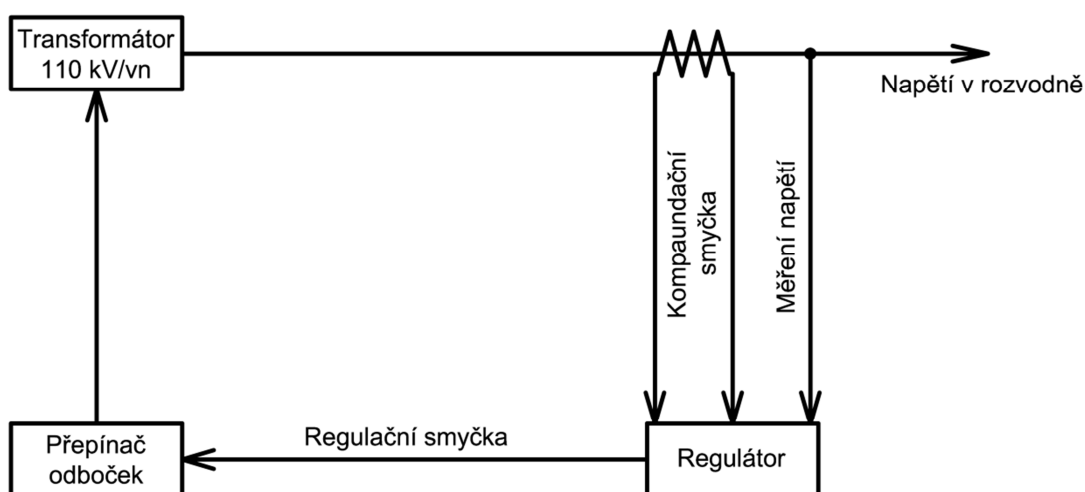 Transformátor
110 kV/vn
Napětí v rozvodně
Kompaundační
smyčka
Měření napětí
Přepínač
odboček
Regulační smyčka
Regulátor